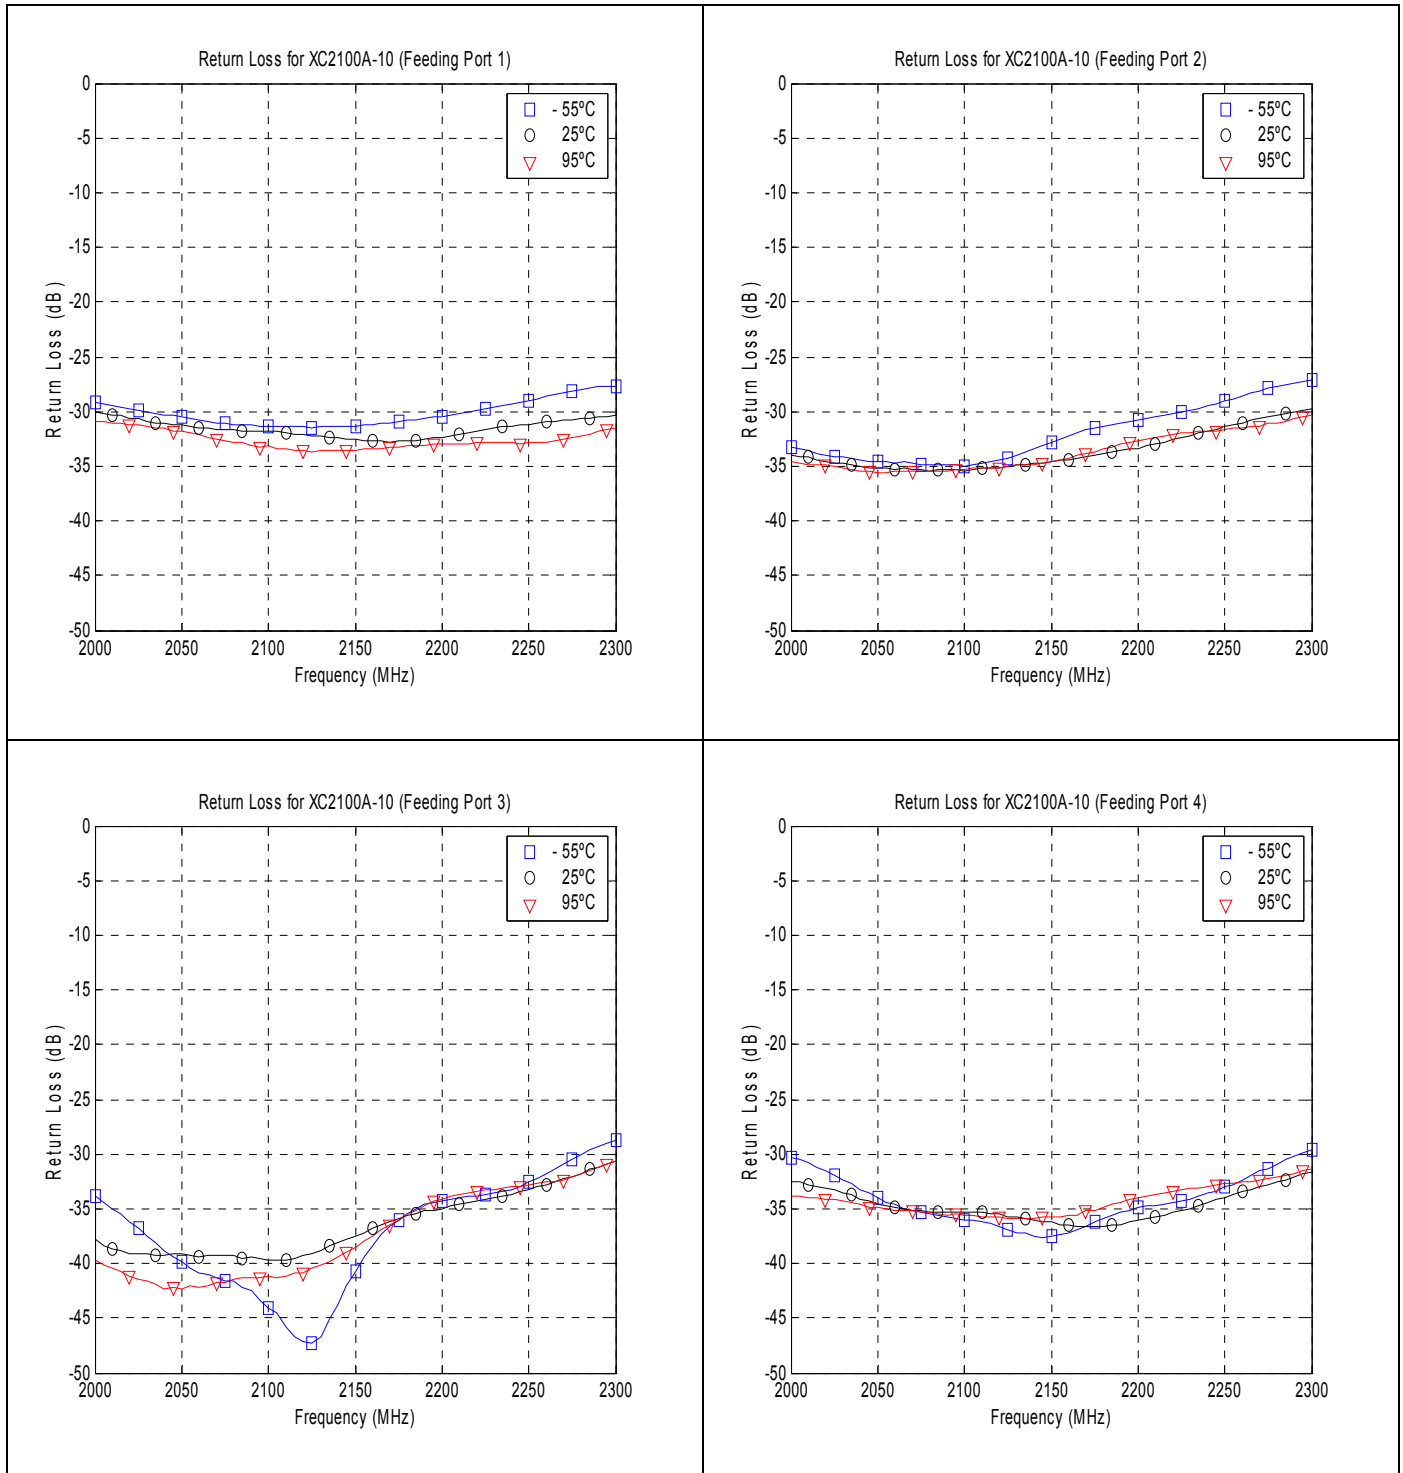 Return Loss for XC2100A-10 (Feeding Port 1)
0
-5
-10
-15
-20
-25
-30
-35
-40
-45
-50
Return Loss (dB)
- 55ºC
25ºC
95ºC
2000 2050 2100 2150 2200 2250 2300
Frequency (MHz)
Return Loss for XC2100A-10 (Feeding Port 2)
0
-5
-10
-15
-20
-25
-30
-35
-40
-45
-50
Return Loss (dB)
- 55ºC
25ºC
95ºC
2000 2050 2100 2150 2200 2250 2300
Frequency (MHz)
Return Loss for XC2100A-10 (Feeding Port 3)
0
-5
-10
-15
-20
-25
-30
-35
-40
-45
-50
Return Loss (dB)
- 55ºC
25ºC
95ºC
2000 2050 2100 2150 2200 2250 2300
Frequency (MHz)
Return Loss for XC2100A-10 (Feeding Port 4)
0
-5
-10
-15
-20
-25
-30
-35
-40
-45
-50
Return Loss (dB)
- 55ºC
25ºC
95ºC
2000 2050 2100 2150 2200 2250 2300
Frequency (MHz)